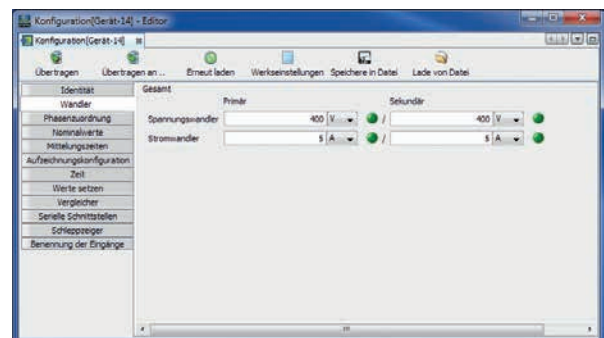 Konfiguration[Gerät-14] - Editor
Konfiguration[Gerät-14]
Übertragen Übertragen an ... Erneut laden Werkseinstellungen Speichere in Datei Lade von Datei
Identität
Wandler
Phasenzuordnung
Nominalwerte
Mittelungszeiten
Aufzeichnungskonfiguration
Zeit
Werte setzen
Vergleicher
Serielle Schnittstellen
Schleppzeiger
Benennung der Eingänge
Gesamt
Primär Sekundär
Spannungswandler 400 V / 400 V
Stromwandler 5 A / 5 A